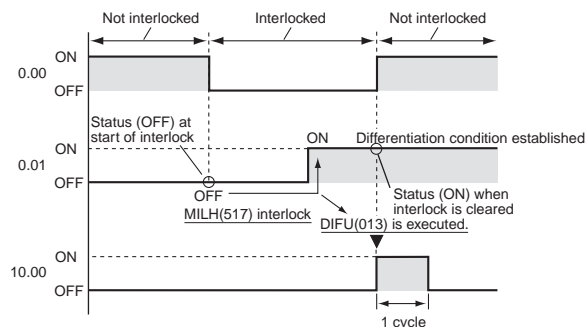 Not interlocked
Interlocked
Not interlocked
ON
0.00
OFF
Status (OFF) at
start of interlock
ON
Differentiation condition established
ON
0.01
OFF
OFF
MILH(517) interlock
Status (ON) when
interlock is cleared
DIFU(013) is executed.
ON
10.00
OFF
1 cycle